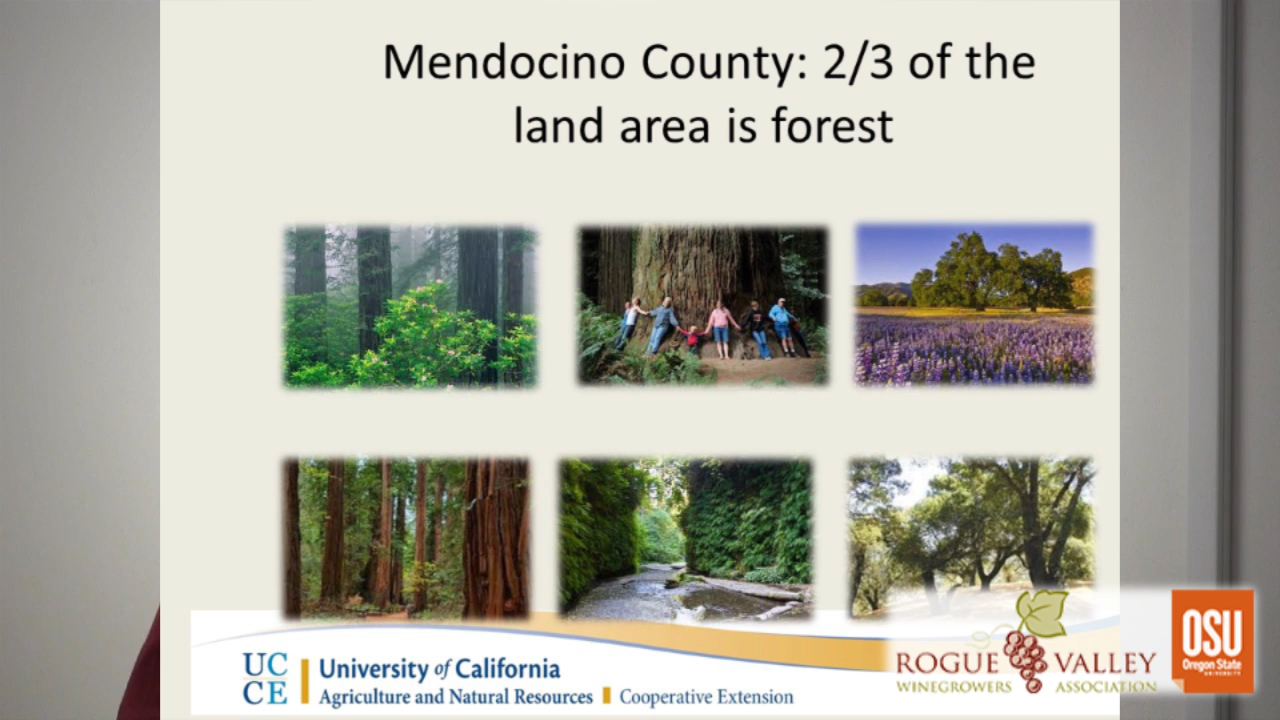 Mendocino County: 2/3 of the
land area is forest
UC
CE
University of California
Agriculture and Natural Resources
Cooperative Extension
ROGUE VALLEY
WINEGROWERS ASSOCIATION
OSU
Oregon State
UNIVERSITY